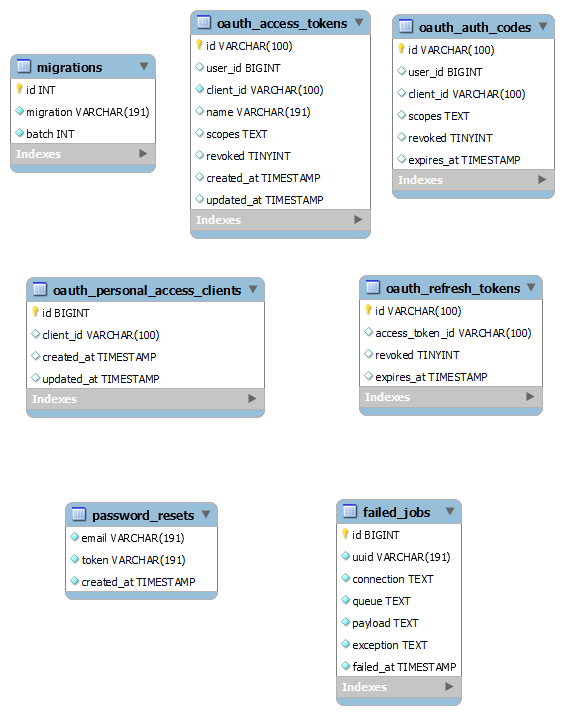 migrations
id INT
migration VARCHAR(191)
batch INT
Indexes
oauth_access_tokens
id VARCHAR(100)
user_id BIGINT
client_id VARCHAR(100)
name VARCHAR(191)
scopes TEXT
revoked TINYINT
created_at TIMESTAMP
updated_at TIMESTAMP
Indexes
oauth_auth_codes
id VARCHAR(100)
user_id BIGINT
client_id VARCHAR(100)
scopes TEXT
revoked TINYINT
expires_at TIMESTAMP
Indexes
oauth_personal_access_clients
id BIGINT
client_id VARCHAR(100)
created_at TIMESTAMP
updated_at TIMESTAMP
Indexes
oauth_refresh_tokens
id VARCHAR(100)
access_token_id VARCHAR(100)
revoked TINYINT
expires_at TIMESTAMP
Indexes
password_resets
email VARCHAR(191)
token VARCHAR(191)
created_at TIMESTAMP
failed_jobs
id BIGINT
uuid VARCHAR(191)
connection TEXT
queue TEXT
payload TEXT
exception TEXT
failed_at TIMESTAMP
Indexes